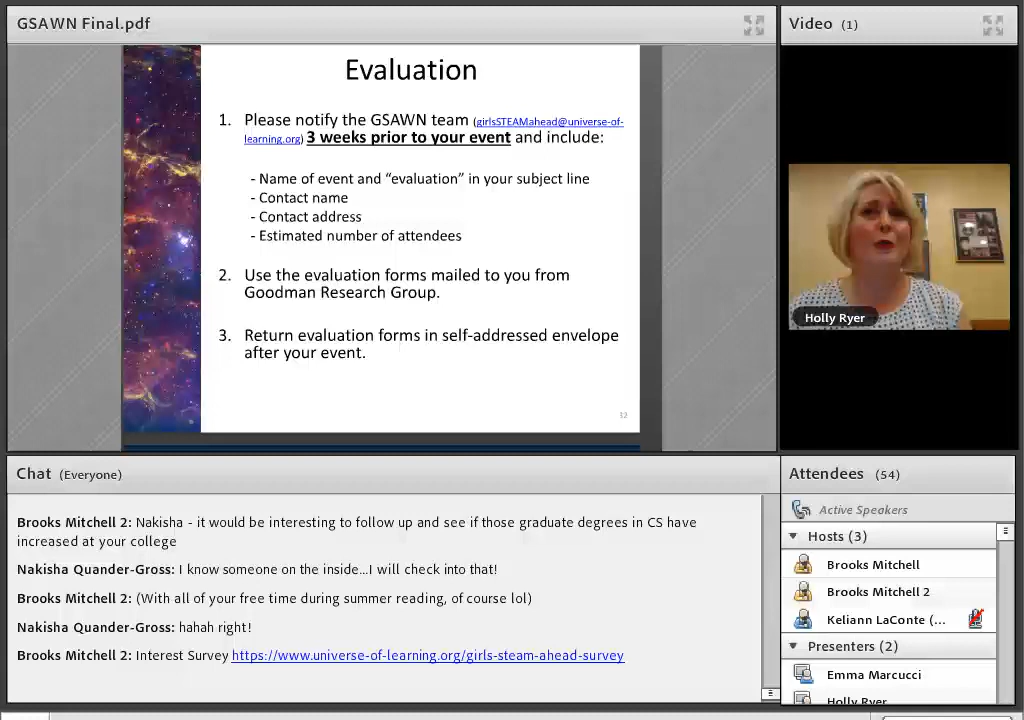 GSAWN Final.pdf
Evaluation
1. Please notify the GSAWN team (girlsSTEAMahead@universe-of-
learning.org) 3 weeks prior to your event and include:
- Name of event and “evaluation” in your subject line
- Contact name
- Contact address
- Estimated number of attendees
2. Use the evaluation forms mailed to you from
Goodman Research Group.
3. Return evaluation forms in self-addressed envelope
after your event.
32
Video (1)
Holly Ryer
Chat (Everyone)
Brooks Mitchell 2: Nakisha - it would be interesting to follow up and see if those graduate degrees in CS have
increased at your college
Nakisha Quander-Gross: I know someone on the inside...I will check into that!
Brooks Mitchell 2: (With all of your free time during summer reading, of course lol)
Nakisha Quander-Gross: hahah right!
Brooks Mitchell 2: Interest Survey https://www.universe-of-learning.org/girls-steam-ahead-survey
Attendees (54)
Active Speakers
Hosts (3)
Brooks Mitchell
Brooks Mitchell 2
Keliann LaConte (...
Presenters (2)
Emma Marcucci
Holly Ryer